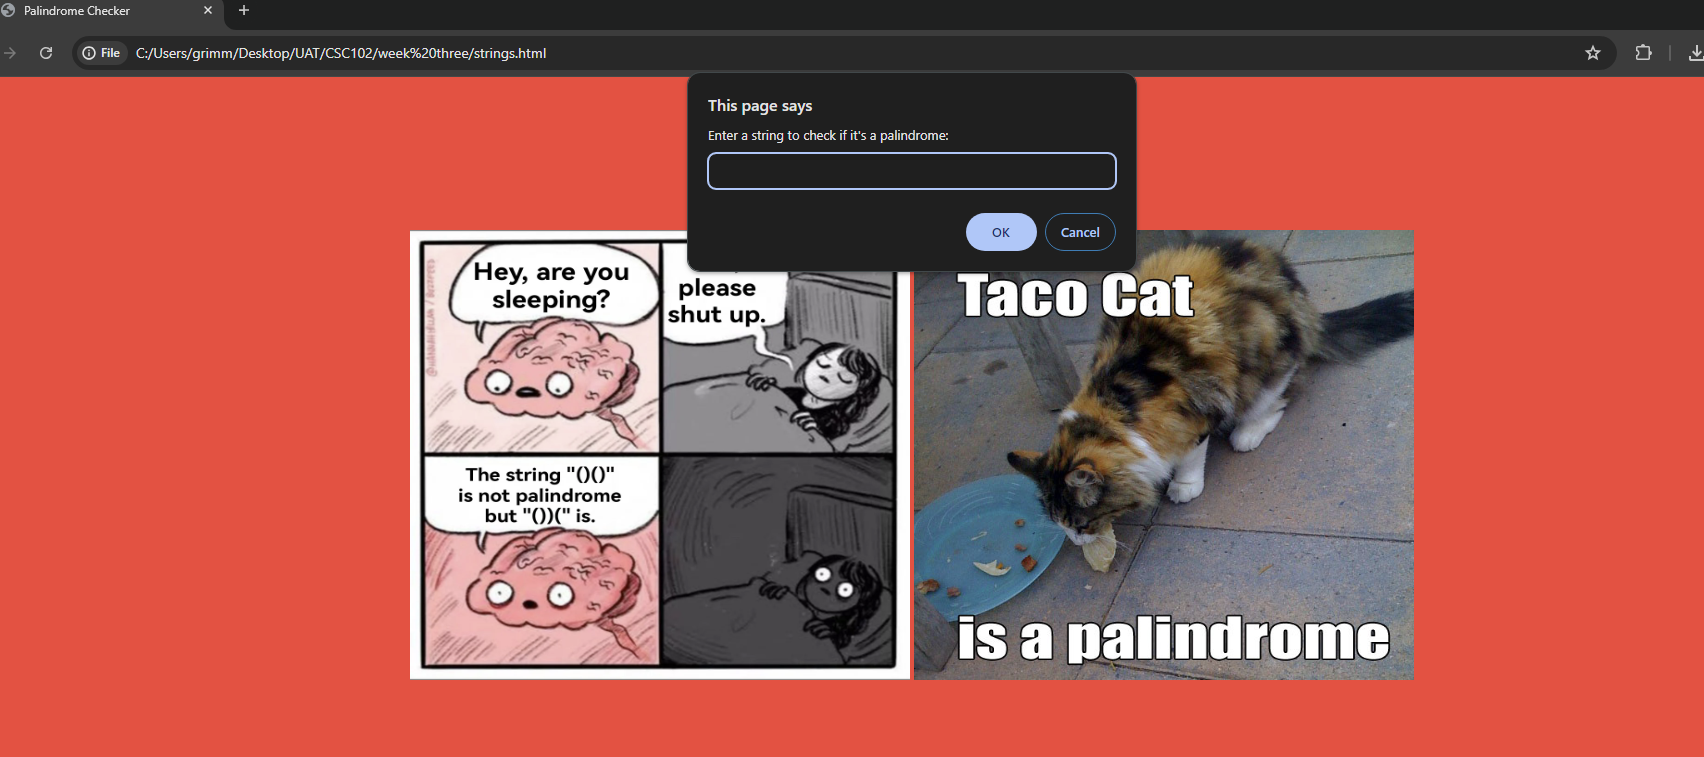 Palindrome Checker
File
C:/Users/grimm/Desktop/UAT/CSC102/week%20three/strings.html
This page says
Enter a string to check if it's a palindrome:
OK
Cancel
Hey, are you
sleeping?
please
shut up.
The string "()()"
is not palindrome
but "())(" is.
Taco Cat
is a palindrome